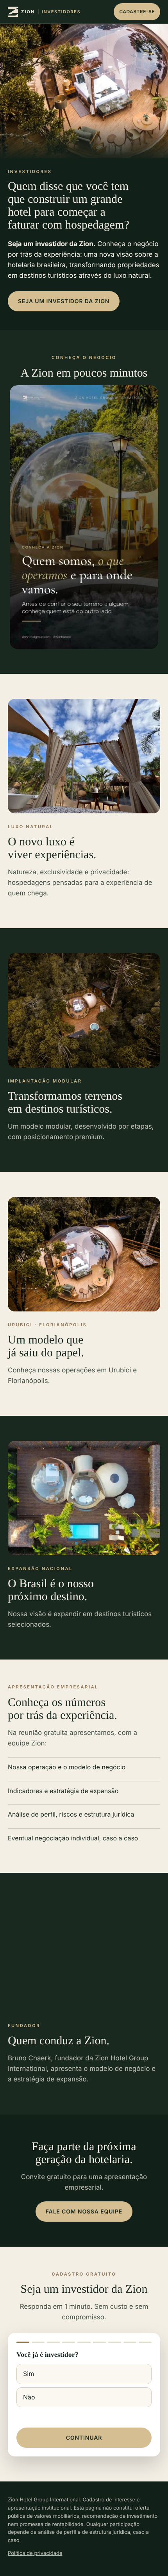 ZION INVESTIDORES
CADASTRE-SE
INVESTIDORES
Quem disse que você tem
que construir um grande
hotel para começar a
faturar com hospedagem?
Seja um investidor da Zion. Conheça o negócio
por trás da experiência: uma nova visão sobre a
hotelaria brasileira, transformando propriedades
em destinos turísticos através do luxo natural.
SEJA UM INVESTIDOR DA ZION
CONHEÇA O NEGÓCIO
A Zion em poucos minutos
CONHEÇA A ZION
Quem somos, o que
operamos e para onde
vamos.
Antes de conhecer o seu terreno a alguém,
conheça quem está do outro lado.
LUXO NATURAL
O novo luxo é
viver experiências.
Natureza, exclusividade e privacidade:
hospedagens pensadas para a experiência de
quem chega.
IMPLANTAÇÃO MODULAR
Transformamos terrenos
em destinos turísticos.
Um modelo modular, desenvolvido por etapas,
com posicionamento premium.
URUBICI · FLORIANÓPOLIS
Um modelo que
já saiu do papel.
Conheça nossas operações em Urubici e
Florianópolis.
EXPANSÃO NACIONAL
O Brasil é o nosso
próximo destino.
Nossa visão é expandir em destinos turísticos
selecionados.
APRESENTAÇÃO EMPRESARIAL
Conheça os números
por trás da experiência.
Na reunião gratuita apresentamos, com a
equipe Zion:
Nossa operação e o modelo de negócio
Indicadores e estratégia de expansão
Análise de perfil, riscos e estrutura jurídica
Eventual negociação individual, caso a caso
FUNDADOR
Quem conduz a Zion.
Bruno Chaerk, fundador da Zion Hotel Group
International, apresenta o modelo de negócio e
a estratégia de expansão.
Faça parte da próxima
geração da hotelaria.
Convite gratuito para uma apresentação
empresarial.
FALE COM NOSSA EQUIPE
CADASTRO GRATUITO
Seja um investidor da Zion
Responda em 1 minuto. Sem custo e sem
compromisso.
Você já é investidor?
Sim
Não
CONTINUAR
Zion Hotel Group International. Cadastro de interesse e
apresentação institucional. Esta página não constitui oferta
pública de valores mobiliários, recomendação de investimento
nem promessa de rentabilidade. Qualquer participação
depende de análise de perfil e de estrutura jurídica, caso a
caso.
Política de privacidade